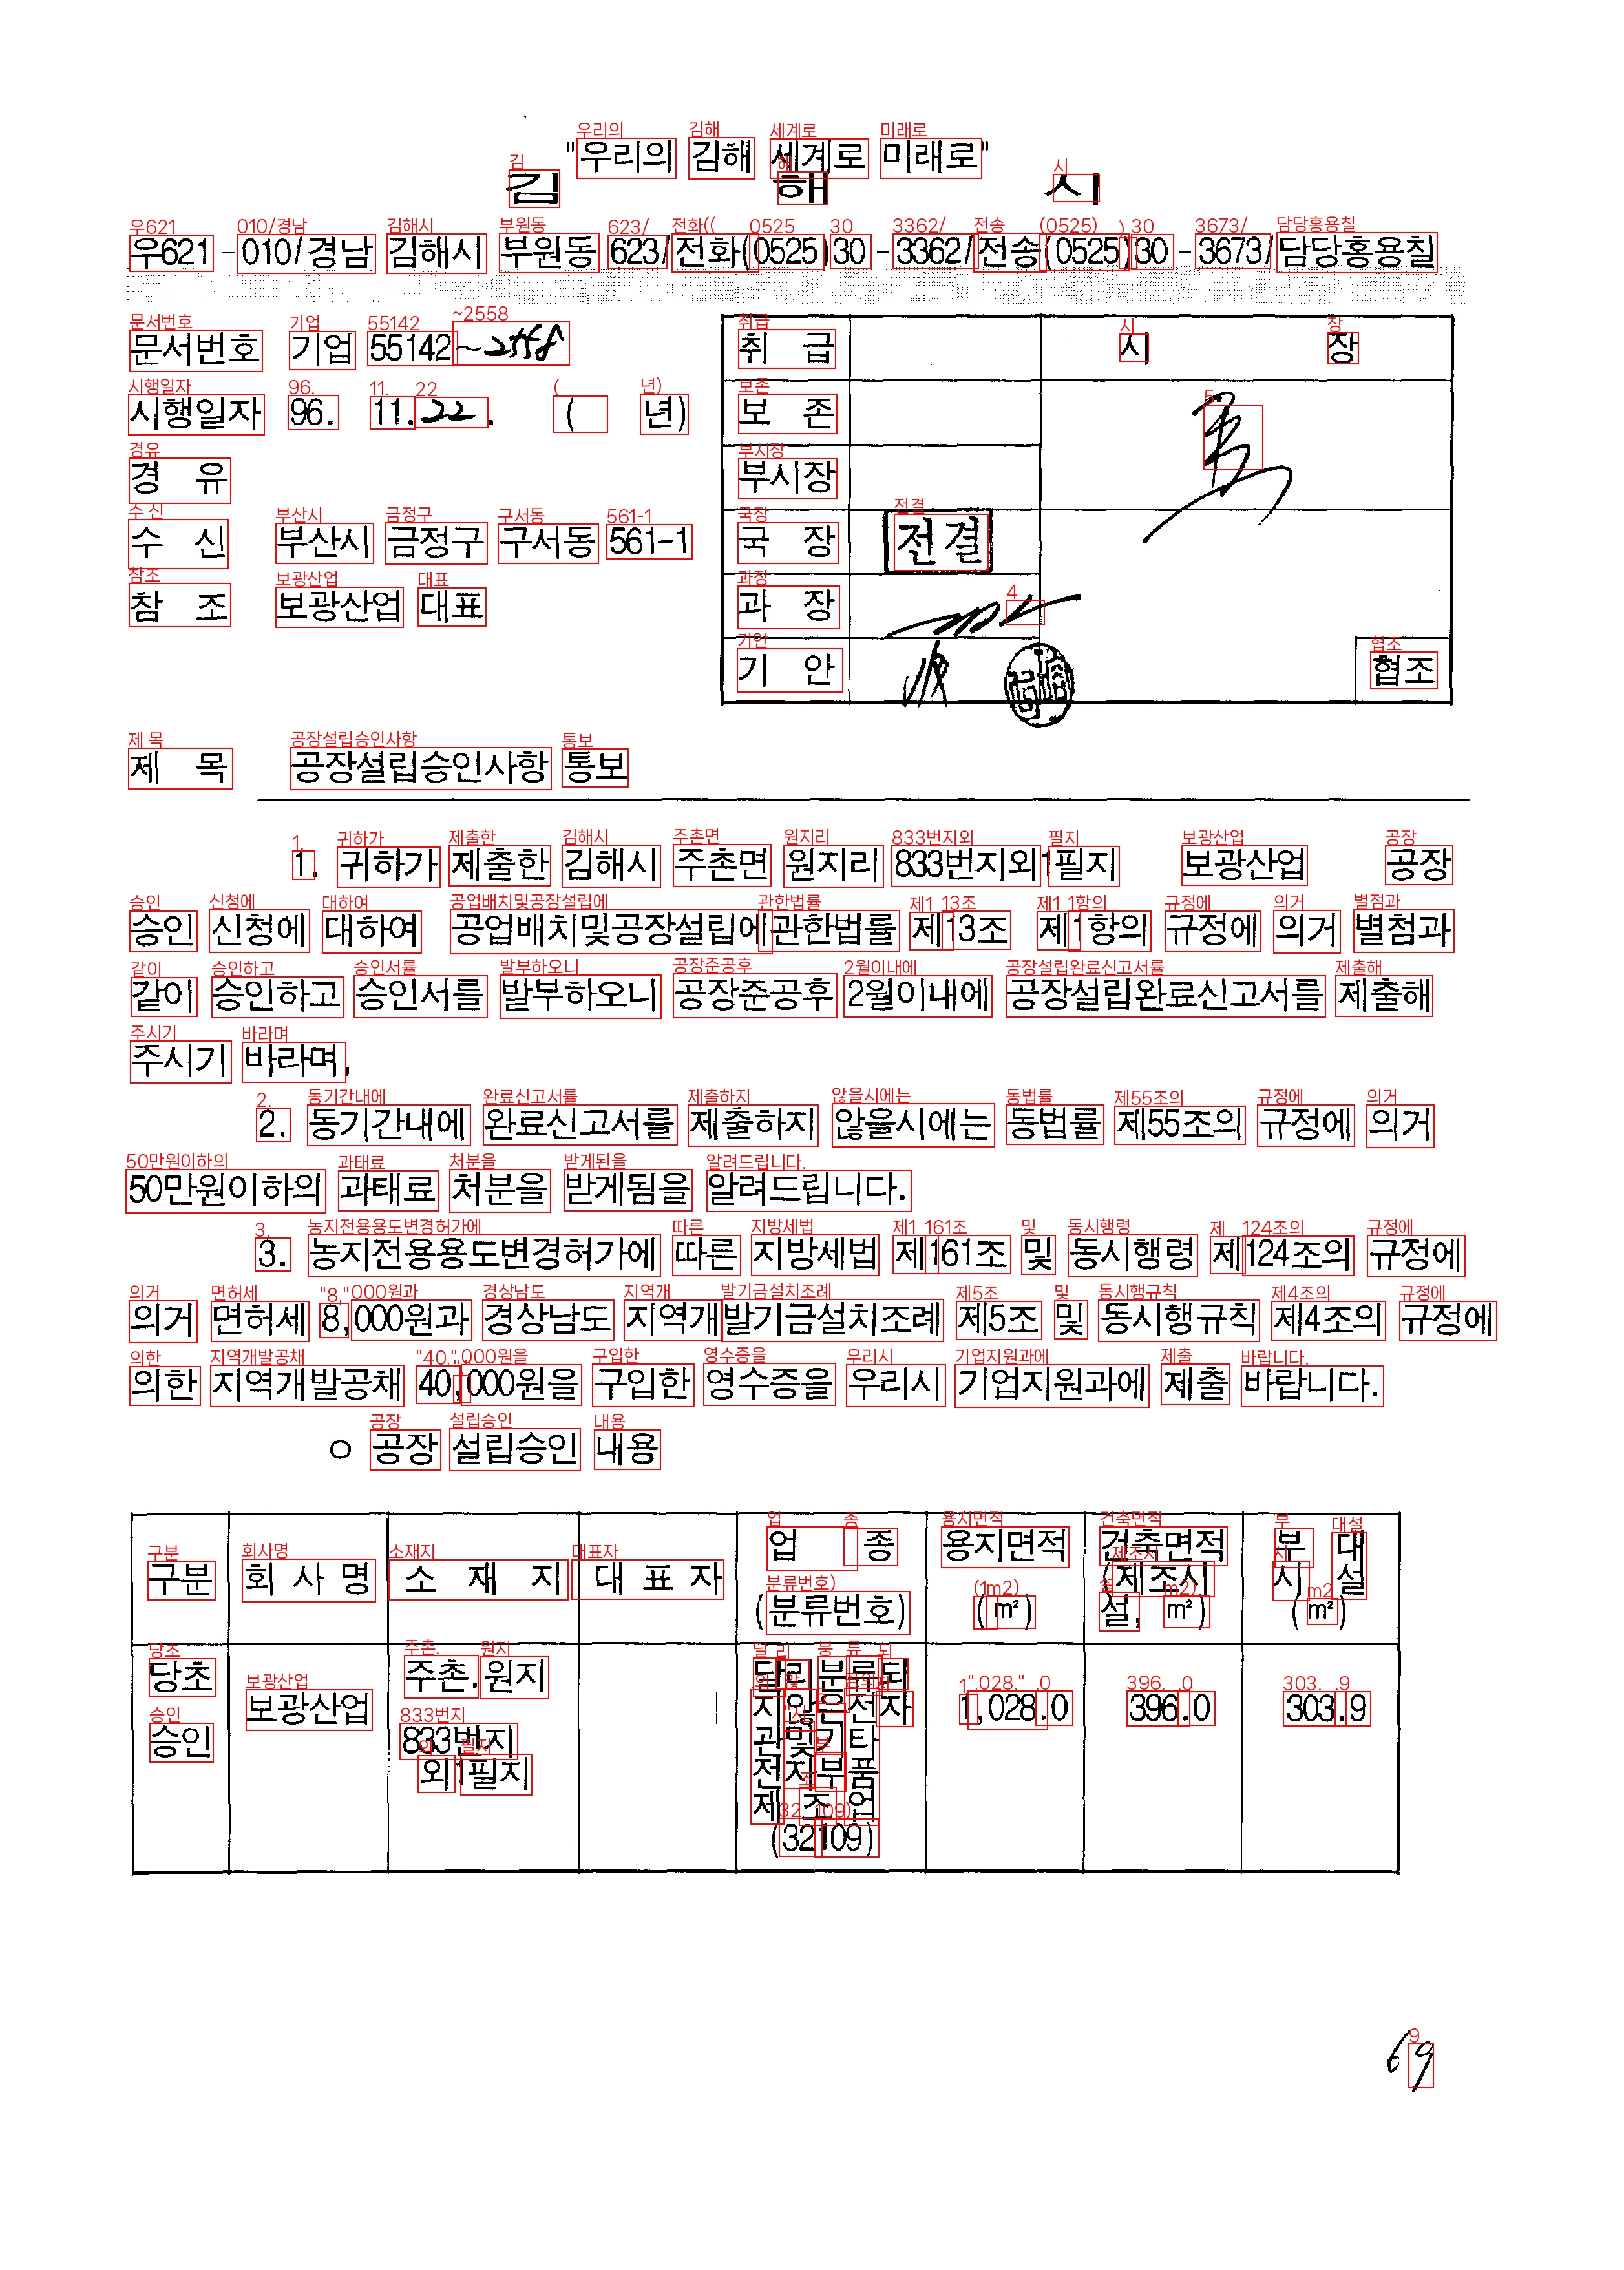 "우리의 김해 세계로 미래로"
김 해 시
우621-010/경남 김해시 부원동 623/전화(0525)30-3362/전송(0525)30-3673/담당홍용칠
문서번호 기업 55142~2558
시행일자 96. 11. 22. ( 년)
경 유
수 신 부산시 금정구 구서동 561-1
참 조 보광산업 대표
취 급 시 장
보 존
부시장
국 장 전결
과 장
기 안 협조
제 목 공장설립승인사항 통보
1. 귀하가 제출한 김해시 주촌면 원지리 833번지외1필지 보광산업 공장
승인 신청에 대하여 공업배치및공장설립에관한법률 제13조 제1항의 규정에 의거 별첨과
같이 승인하고 승인서를 발부하오니 공장준공후 2월이내에 공장설립완료신고서를 제출해
주시기 바라며,
2. 동기간내에 완료신고서를 제출하지 않을시에는 동법률 제55조의 규정에 의거
50만원이하의 과태료 처분을 받게됨을 알려드립니다.
3. 농지전용용도변경허가에 따른 지방세법 제161조 및 동시행령 제124조의 규정에
의거 면허세 8,000원과 경상남도 지역개발기금설치조례 제5조 및 동시행규칙 제4조의 규정에
의한 지역개발공채 40,000원을 구입한 영수증을 우리시 기업지원과에 제출 바랍니다.
○ 공장 설립승인 내용
구분 회 사 명 소 재 지 대 표 자 업 종 (분류번호) 용지면적 (㎡) 건축면적 (제조시설, ㎡) 부대시설 (㎡)
당초 승인 보광산업 주촌.원지 833번지 외1필지 달리분류되지않은전자관및기타전자부품제조업 (32109) 1,028.0 396.0 303.9
69